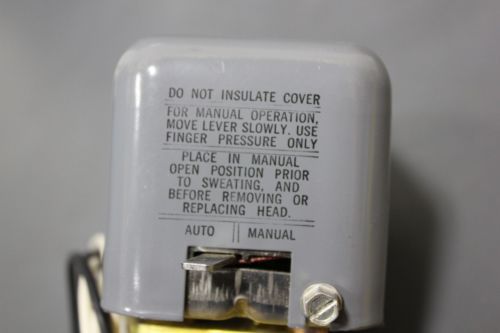 DO NOT INSULATE COVER
FOR MANUAL OPERATION,
MOVE LEVER SLOWLY. USE
FINGER PRESSURE ONLY
PLACE IN MANUAL
OPEN POSITION PRIOR
TO SWEATING, AND
BEFORE REMOVING OR
REPLACING HEAD.
AUTO || MANUAL